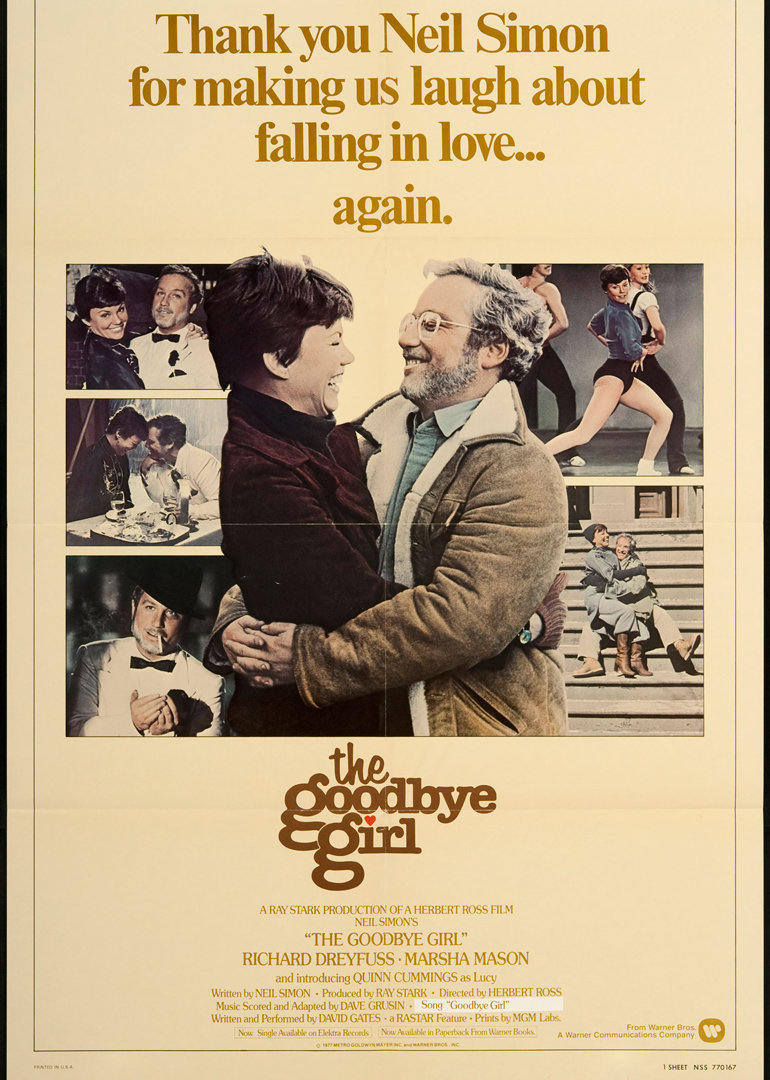 Thank you Neil Simon
for making us laugh about
falling in love...
again.
the
goodbye
girl
A RAY STARK PRODUCTION OF A HERBERT ROSS FILM
NEIL SIMON'S
"THE GOODBYE GIRL"
RICHARD DREYFUSS · MARSHA MASON
and introducing QUINN CUMMINGS as Lucy
Written by NEIL SIMON · Produced by RAY STARK · Directed by HERBERT ROSS
Music Scored and Adapted by DAVE GRUSIN · Song "Goodbye Girl"
Written and Performed by DAVID GATES · a RASTAR Feature · Prints by MGM Labs.
Now Single Available on Elektra Records Now Available in Paperback From Warner Books.
© 1977 METRO GOLDWYN MAYER INC. and WARNER BROS. INC.
From Warner Bros.
A Warner Communications Company
PRINTED IN U.S.A.
1 SHEET NSS 770167